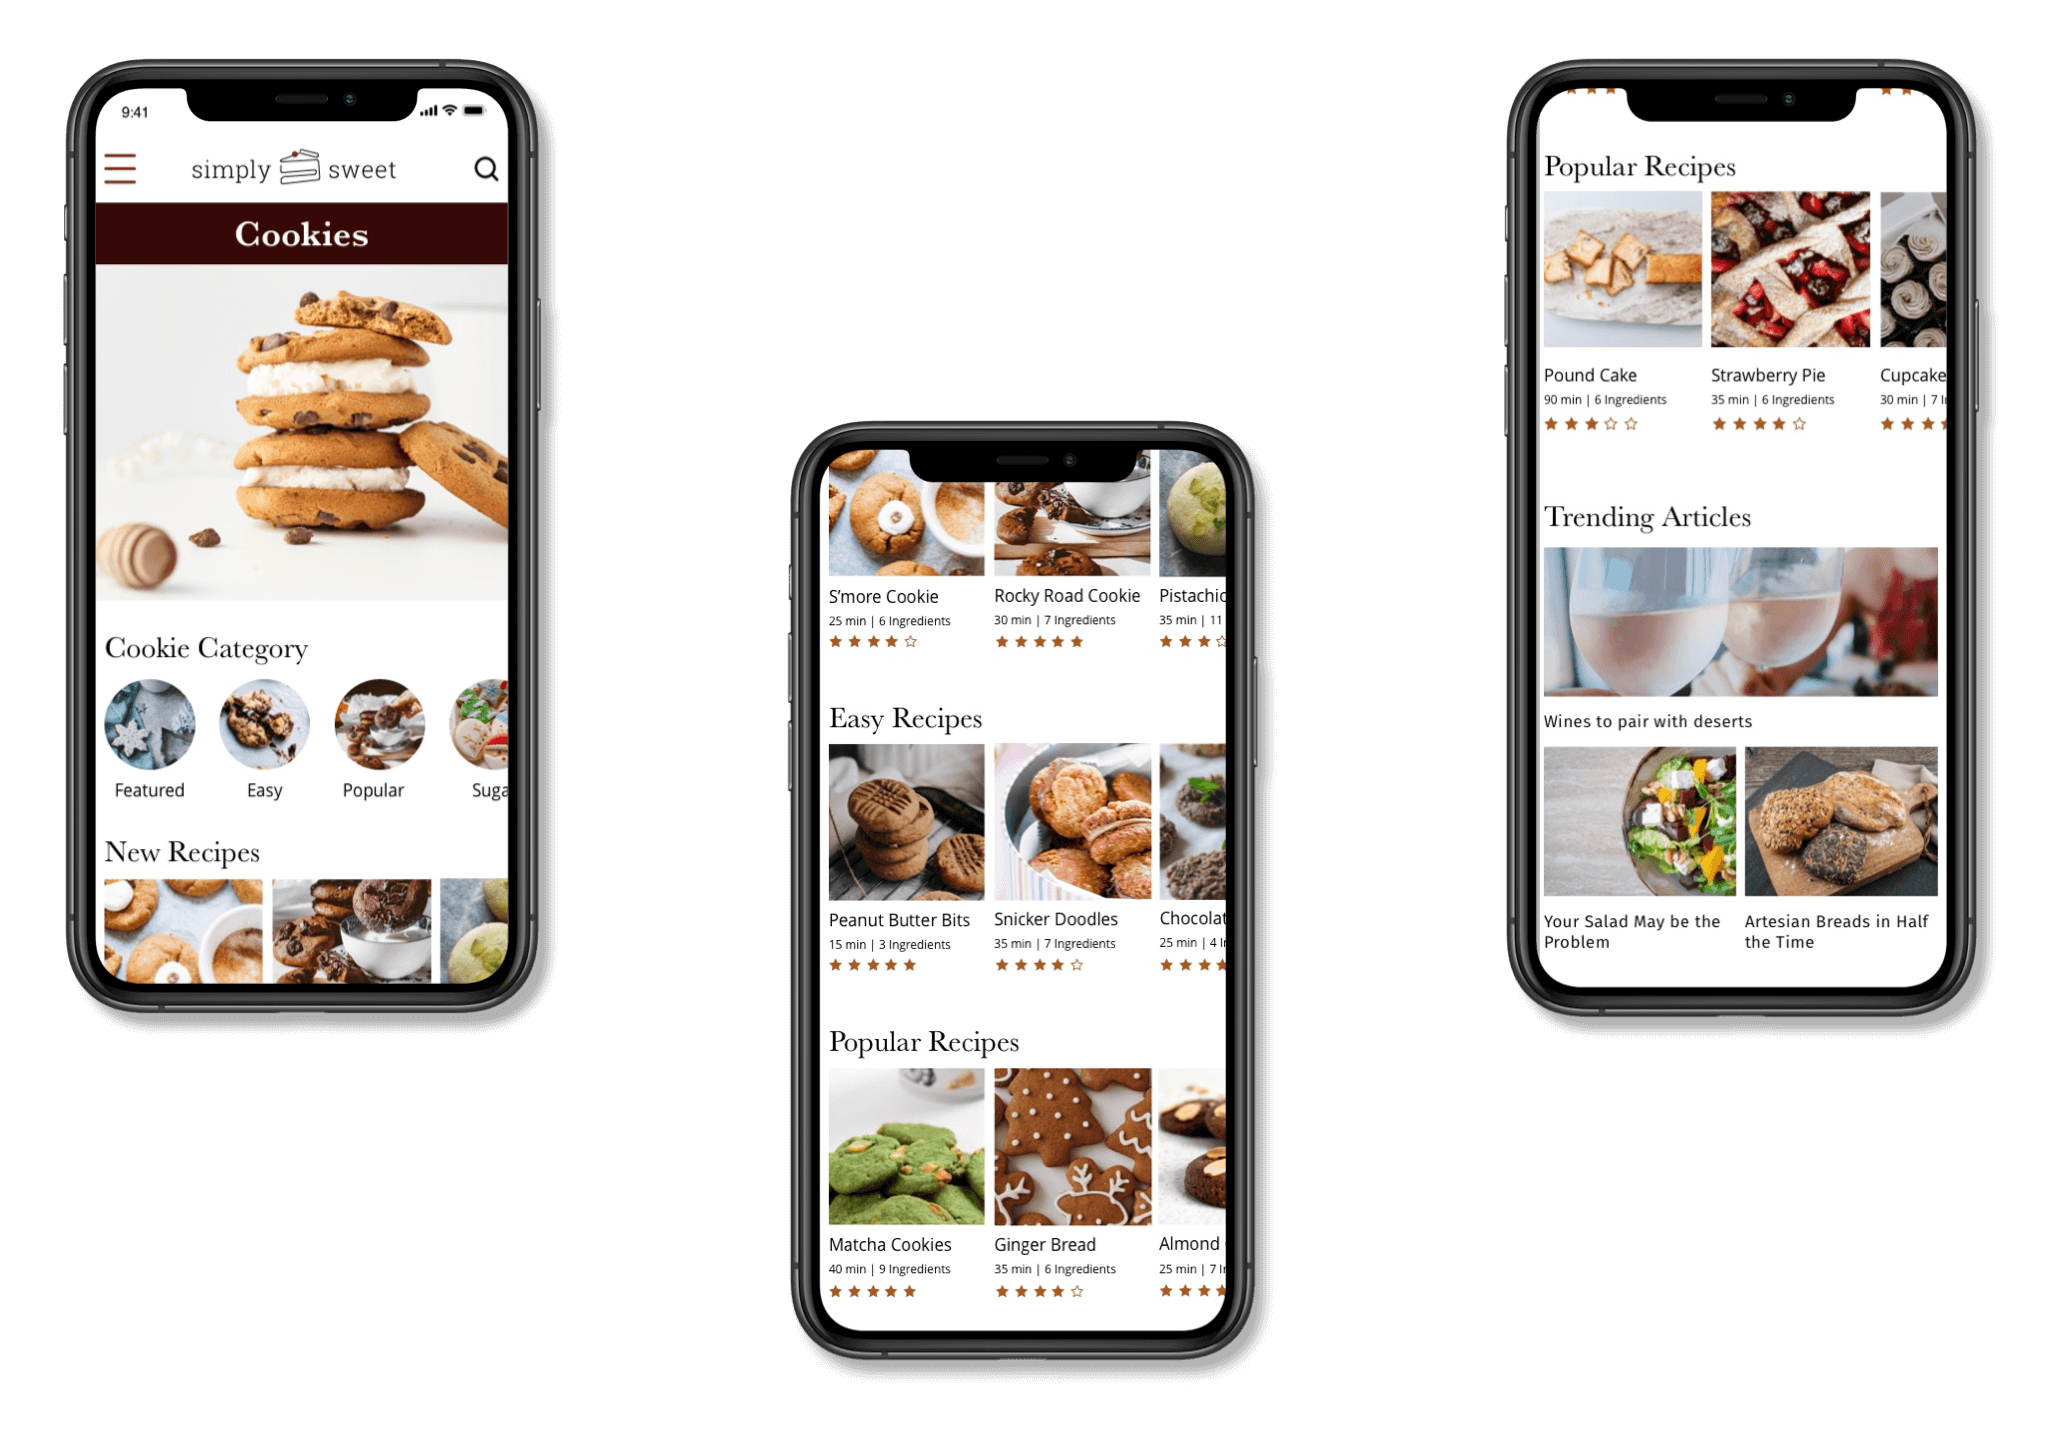 9:41
simply sweet
Cookies
Cookie Category
Featured Easy Popular
New Recipes
S'more Cookie Rocky Road Cookie
25 min | 6 Ingredients 30 min | 7 Ingredients 35 min | 11
Easy Recipes
Peanut Butter Bits Snicker Doodles
15 min | 3 Ingredients 35 min | 7 Ingredients 25 min | 4
Popular Recipes
Matcha Cookies Ginger Bread Almond
40 min | 9 Ingredients 35 min | 6 Ingredients 25 min | 7
Popular Recipes
Pound Cake Strawberry Pie Cupcake
90 min | 6 Ingredients 35 min | 6 Ingredients 30 min | 7
Trending Articles
Wines to pair with deserts
Your Salad May be the
Problem
Artesian Breads in Half
the Time